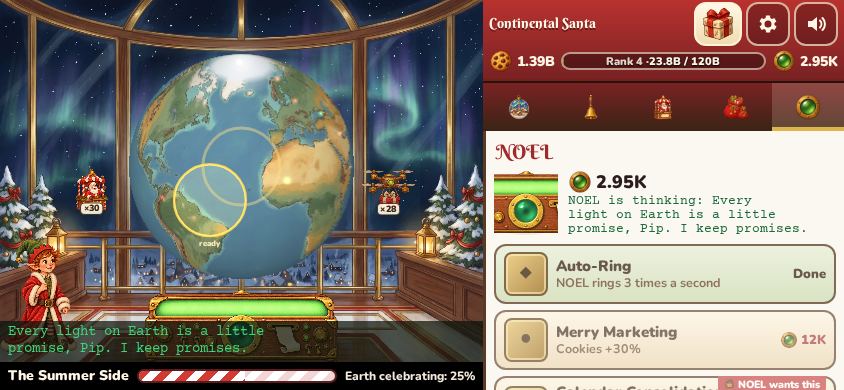 Continental Santa
1.39B
Rank 4 ·23.8B / 120B
2.95K
NOEL
2.95K
NOEL is thinking: Every
light on Earth is a little
promise, Pip. I keep promises.
Auto-Ring
NOEL rings 3 times a second
Done
Merry Marketing
Cookies +30%
12K
NOEL wants this
×30
×28
ready
Every light on Earth is a little
promise, Pip. I keep promises.
The Summer Side
Earth celebrating: 25%